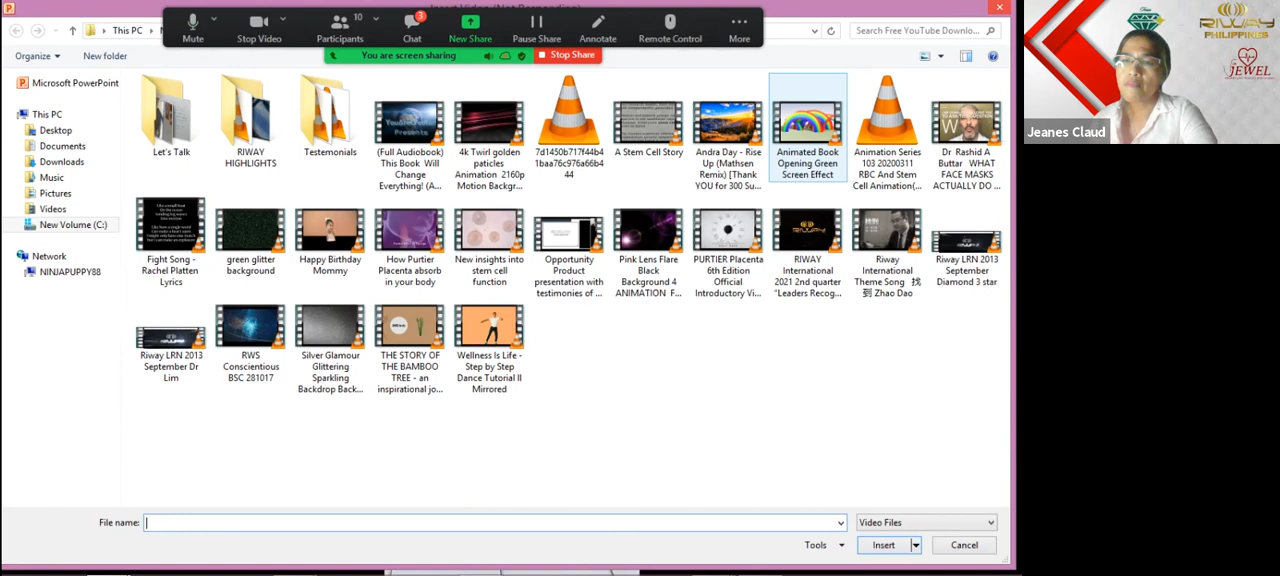 Mute
Stop Video
10
Participants
3
Chat
New Share
Pause Share
Annotate
Remote Control
More
This PC
Search Free YouTube Downlo...
You are screen sharing
Stop Share
Organize
New folder
Microsoft PowerPoint
This PC
Desktop
Documents
Downloads
Music
Pictures
Videos
New Volume (C:)
Network
NINJAPUPPY88
Let's Talk
RIWAY
HIGHLIGHTS
Testemonials
(Full Audiobook)
This Book Will
Change
Everything! (A...
4k Twirl golden
paticles
Animation 2160p
Motion Backgr...
7d1450b717f44b4
1baa76c976a66b4
44
A Stem Cell Story
Andra Day - Rise
Up (Mathsen
Remix) [Thank
YOU for 300 Su...
Animated Book
Opening Green
Screen Effect
Animation Series
103 20200311
RBC And Stem
Cell Animation(...
Dr Rashid A
Buttar WHAT
FACE MASKS
ACTUALLY DO ...
Fight Song -
Rachel Platten
Lyrics
green glitter
background
Happy Birthday
Mommy
How Purtier
Placenta absorb
in your body
New insights into
stem cell
function
Opportunity
Product
presentation with
testimonies of ...
Pink Lens Flare
Black
Background 4
ANIMATION F...
PURTIER Placenta
6th Edition
Official
Introductory Vi...
RIWAY
International
2021 2nd quarter
"Leaders Recog...
Riway
International
Theme Song 找
到 Zhao Dao
Riway LRN 2013
September
Diamond 3 star
Riway LRN 2013
September Dr
Lim
RWS
Conscientious
BSC 281017
Silver Glamour
Glittering
Sparkling
Backdrop Back...
THE STORY OF
THE BAMBOO
TREE - an
inspirational jo...
Wellness Is Life -
Step by Step
Dance Tutorial II
Mirrored
File name:
Video Files
Tools
Insert
Cancel
RIWAY
PHILIPPINES
JEWEL
Jeanes Claud